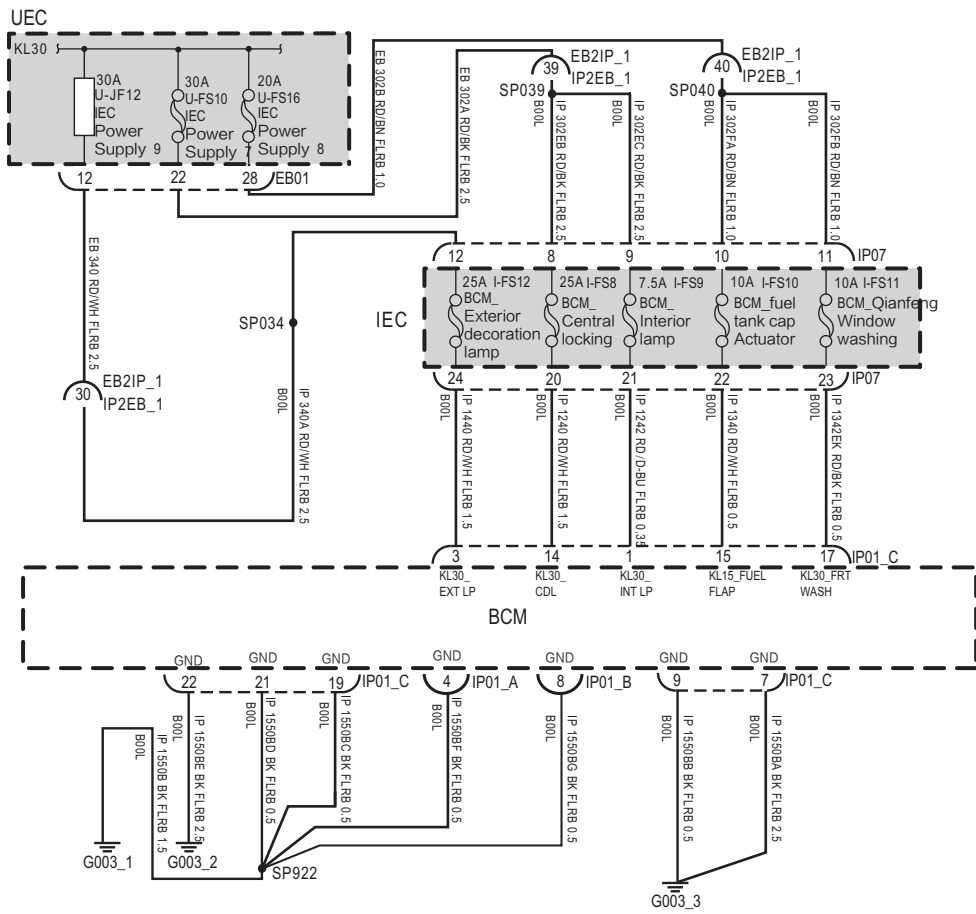 UEC
KL30
30A
U-JF12
IEC
Power
Supply 9
30A
U-FS10
IEC
Power
Supply 7
20A
U-FS16
IEC
Power
Supply 8
12
22
28
EB01
EB 302B RD/BN FLRB 1.0
EB 302A RD/BK FLRB 2.5
39
EB2IP_1
IP2EB_1
SP039
40
EB2IP_1
IP2EB_1
SP040
B00L
IP 302EB RD/BK FLRB 2.5
B00L
IP 302EC RD/BK FLRB 2.5
B00L
IP 302FA RD/BN FLRB 1.0
B00L
IP 302FB RD/BN FLRB 1.0
EB 340 RD/WH FLRB 2.5
30
EB2IP_1
IP2EB_1
SP034
B00L
IP 340A RD/WH FLRB 2.5
12
8
9
10
11
IP07
IEC
25A I-FS12
BCM_
Exterior
decoration
lamp
25A I-FS8
BCM_
Central
locking
7.5A I-FS9
BCM_
Interior
lamp
10A I-FS10
BCM_fuel
tank cap
Actuator
10A I-FS11
BCM_Qianfeng
Window
washing
24
20
21
22
23
IP07
B00L
IP 1440 RD/WH FLRB 1.5
B00L
IP 1240 RD/WH FLRB 1.5
B00L
IP 1242 RD/D-BU FLRB 0.35
B00L
IP 1340 RD/WH FLRB 0.5
B00L
IP 1342EK RD/BK FLRB 0.5
3
14
1
15
17
IP01_C
KL30_
EXT LP
KL30_
CDL
KL30_
INT LP
KL15_FUEL
FLAP
KL30_FRT
WASH
BCM
GND
GND
GND
GND
GND
GND
GND
22
21
19
IP01_C
4
IP01_A
8
IP01_B
9
7
IP01_C
B00L
IP 1550B BK FLRB 1.5
B00L
IP 1550BE BK FLRB 2.5
B00L
IP 1550BD BK FLRB 0.5
B00L
IP 1550BC BK FLRB 0.5
B00L
IP 1550BF BK FLRB 0.5
B00L
IP 1550BG BK FLRB 0.5
B00L
IP 1550BB BK FLRB 0.5
B00L
IP 1550BA BK FLRB 2.5
G003_1
G003_2
SP922
G003_3